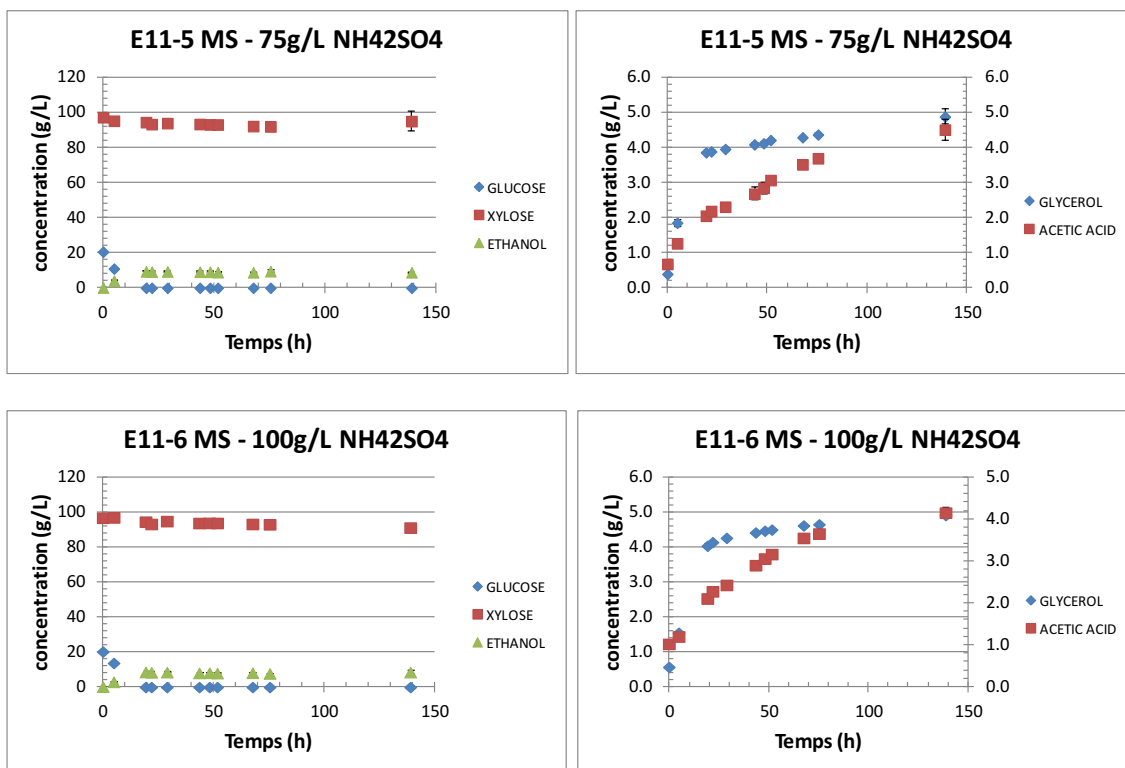 E11-5 MS - 75g/L NH42SO4
120
100
80
60
40
20
0
0 50 100 150
concentration (g/L)
Temps (h)
GLUCOSE
XYLOSE
ETHANOL
E11-5 MS - 75g/L NH42SO4
6.0 6.0
5.0 5.0
4.0 4.0
3.0 3.0
2.0 2.0
1.0 1.0
0.0 0.0
0 50 100 150
concentration (g/L)
Temps (h)
GLYCEROL
ACETIC ACID
E11-6 MS - 100g/L NH42SO4
120
100
80
60
40
20
0
0 50 100 150
concentration (g/L)
Temps (h)
GLUCOSE
XYLOSE
ETHANOL
E11-6 MS - 100g/L NH42SO4
6.0 5.0
5.0 4.0
4.0 3.0
3.0 2.0
2.0 1.0
1.0 0.0
0.0
0 50 100 150
concentration (g/L)
Temps (h)
GLYCEROL
ACETIC ACID